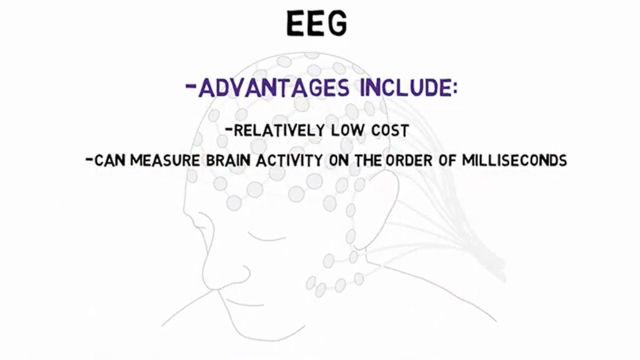 EEG
-ADVANTAGES INCLUDE:
-RELATIVELY LOW COST
-CAN MEASURE BRAIN ACTIVITY ON THE ORDER OF MILLISECONDS